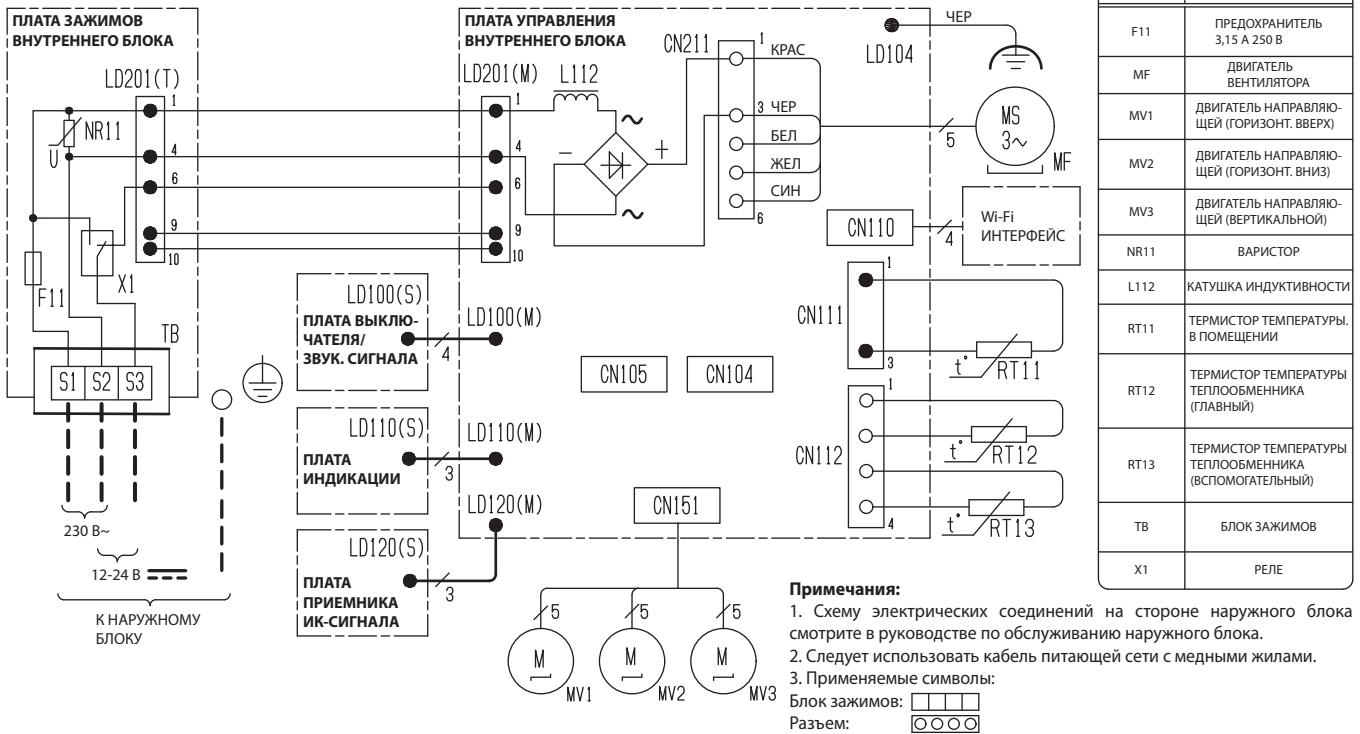 ПЛАТА ЗАЖИМОВ
ВНУТРЕННЕГО БЛОКА
LD201(T)
1
NR11
U
4
6
9
10
F11
X1
TB
S1 S2 S3
230 В~
12-24 В
К НАРУЖНОМУ
БЛОКУ
ПЛАТА УПРАВЛЕНИЯ
ВНУТРЕННЕГО БЛОКА
LD201(M)
L112
1
4
6
9
10
~
–
+
~
CN211
1
КРАС
3
ЧЕР
БЕЛ
ЖЕЛ
СИН
6
LD104
ЧЕР
5
MS
3~
MF
CN110
4
Wi-Fi
ИНТЕРФЕЙС
CN111
1
3
t°
RT11
CN112
1
4
t°
RT12
t°
RT13
CN105
CN104
LD100(S)
ПЛАТА ВЫКЛЮ-
ЧАТЕЛЯ/
ЗВУК. СИГНАЛА
4
LD100(M)
LD110(S)
ПЛАТА
ИНДИКАЦИИ
3
LD110(M)
LD120(S)
ПЛАТА
ПРИЕМНИКА
ИК-СИГНАЛА
3
LD120(M)
CN151
5
5
5
M
M
M
MV1
MV2
MV3
F11
ПРЕДОХРАНИТЕЛЬ
3,15 А 250 В
MF
ДВИГАТЕЛЬ
ВЕНТИЛЯТОРА
MV1
ДВИГАТЕЛЬ НАПРАВЛЯЮ-
ЩЕЙ (ГОРИЗОНТ. ВВЕРХ)
MV2
ДВИГАТЕЛЬ НАПРАВЛЯЮ-
ЩЕЙ (ГОРИЗОНТ. ВНИЗ)
MV3
ДВИГАТЕЛЬ НАПРАВЛЯЮ-
ЩЕЙ (ВЕРТИКАЛЬНОЙ)
NR11
ВАРИСТОР
L112
КАТУШКА ИНДУКТИВНОСТИ
RT11
ТЕРМИСТОР ТЕМПЕРАТУРЫ.
В ПОМЕЩЕНИИ
RT12
ТЕРМИСТОР ТЕМПЕРАТУРЫ
ТЕПЛООБМЕННИКА
(ГЛАВНЫЙ)
RT13
ТЕРМИСТОР ТЕМПЕРАТУРЫ
ТЕПЛООБМЕННИКА
(ВСПОМОГАТЕЛЬНЫЙ)
TB
БЛОК ЗАЖИМОВ
X1
РЕЛЕ
Примечания:
1. Схему электрических соединений на стороне наружного блока
смотрите в руководстве по обслуживанию наружного блока.
2. Следует использовать кабель питающей сети с медными жилами.
3. Применяемые символы:
Блок зажимов:
Разъем: